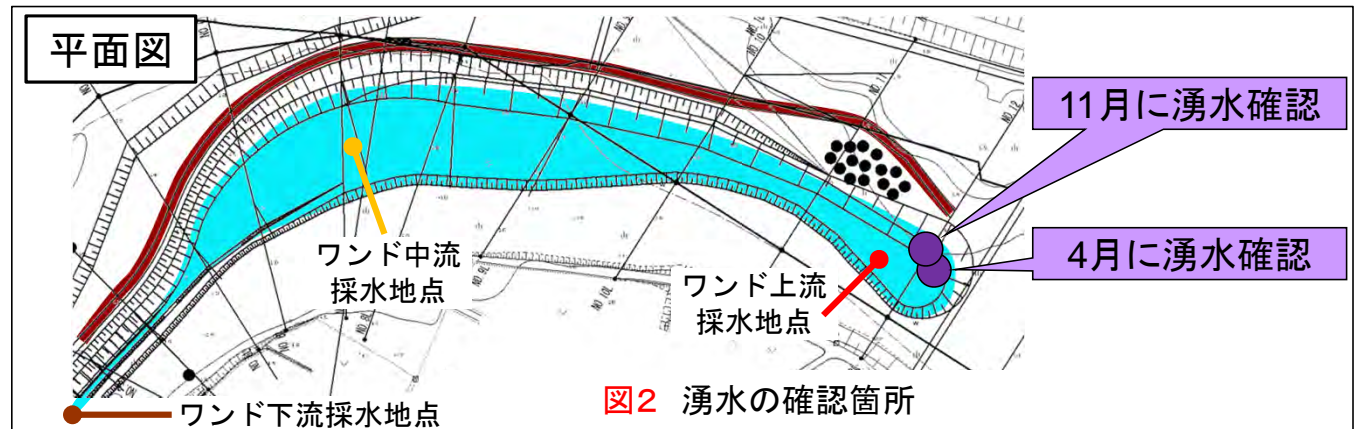 平面図
11月に湧水確認
4月に湧水確認
ワンド中流
採水地点
ワンド上流
採水地点
図2 湧水の確認箇所
ワンド下流採水地点